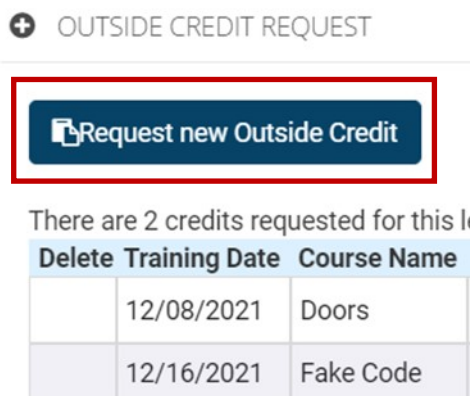 OUTSIDE CREDIT REQUEST
Request new Outside Credit
There are 2 credits requested for this
Delete Training Date Course Name
12/08/2021 Doors
12/16/2021 Fake Code